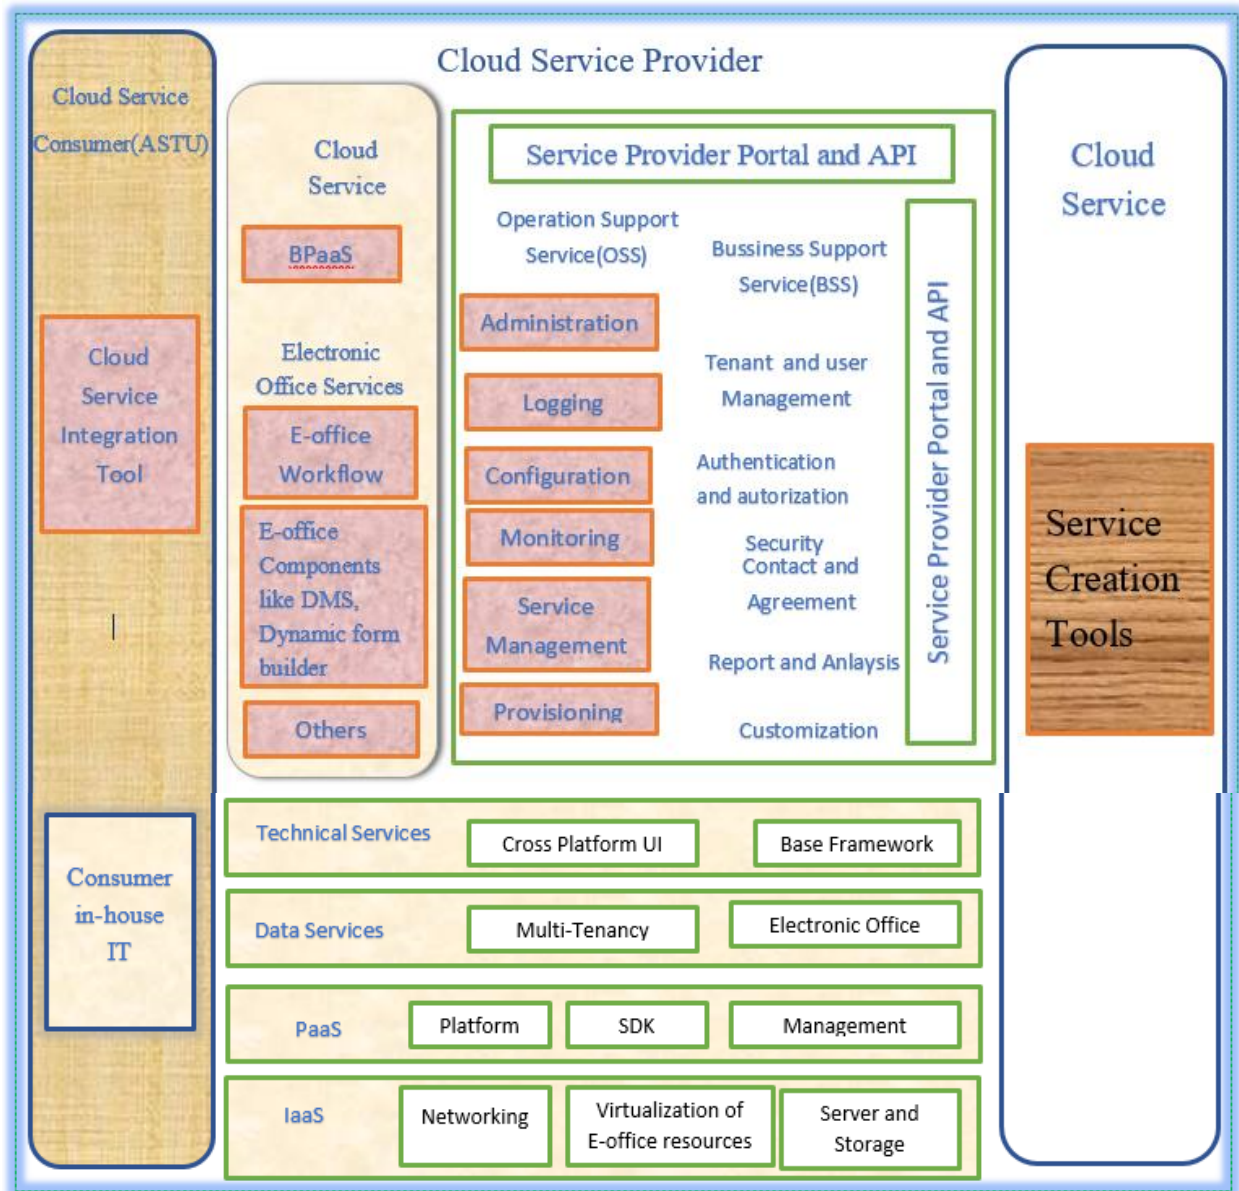 Cloud Service Provider
Cloud Service
Consumer(ASTU)
Cloud
Service
Integration
Tool
Consumer
in-house
IT
Cloud
Service
BPaaS
Electronic
Office Services
E-office
Workflow
E-office
Components
like DMS,
Dynamic form
builder
Others
Service Provider Portal and API
Operation Support
Service(OSS)
Administration
Logging
Configuration
Monitoring
Service
Management
Provisioning
Bussiness Support
Service(BSS)
Tenant and user
Management
Authentication
and autorization
Security
Contact and
Agreement
Report and Anlaysis
Customization
Service Provider Portal and API
Cloud
Service
Service
Creation
Tools
Technical Services
Cross Platform UI
Base Framework
Data Services
Multi-Tenancy
Electronic Office
PaaS
Platform
SDK
Management
IaaS
Networking
Virtualization of
E-office resources
Server and
Storage